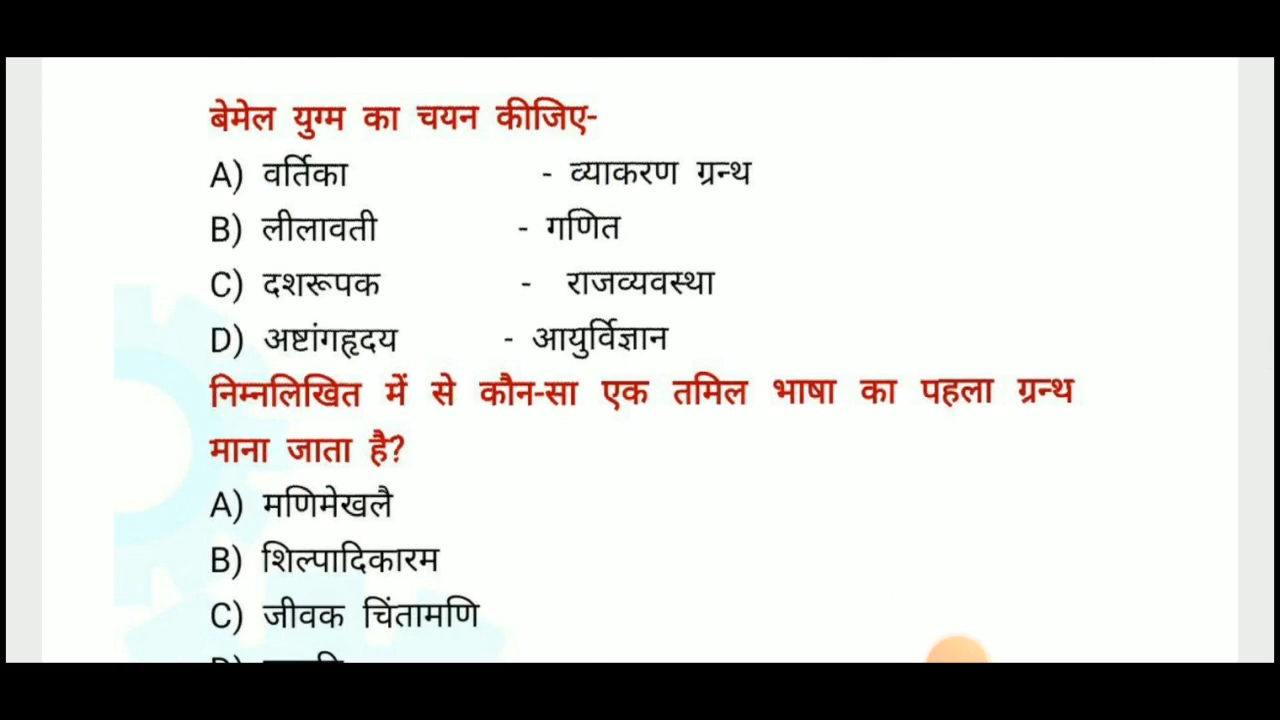 बेमेल युग्म का चयन कीजिए-
A) वर्तिका - व्याकरण ग्रन्थ
B) लीलावती - गणित
C) दशरूपक - राजव्यवस्था
D) अष्टांगहृदय - आयुर्विज्ञान
निम्नलिखित में से कौन-सा एक तमिल भाषा का पहला ग्रन्थ
माना जाता है?
A) मणिमेखलै
B) शिल्पादिकारम
C) जीवक चिंतामणि